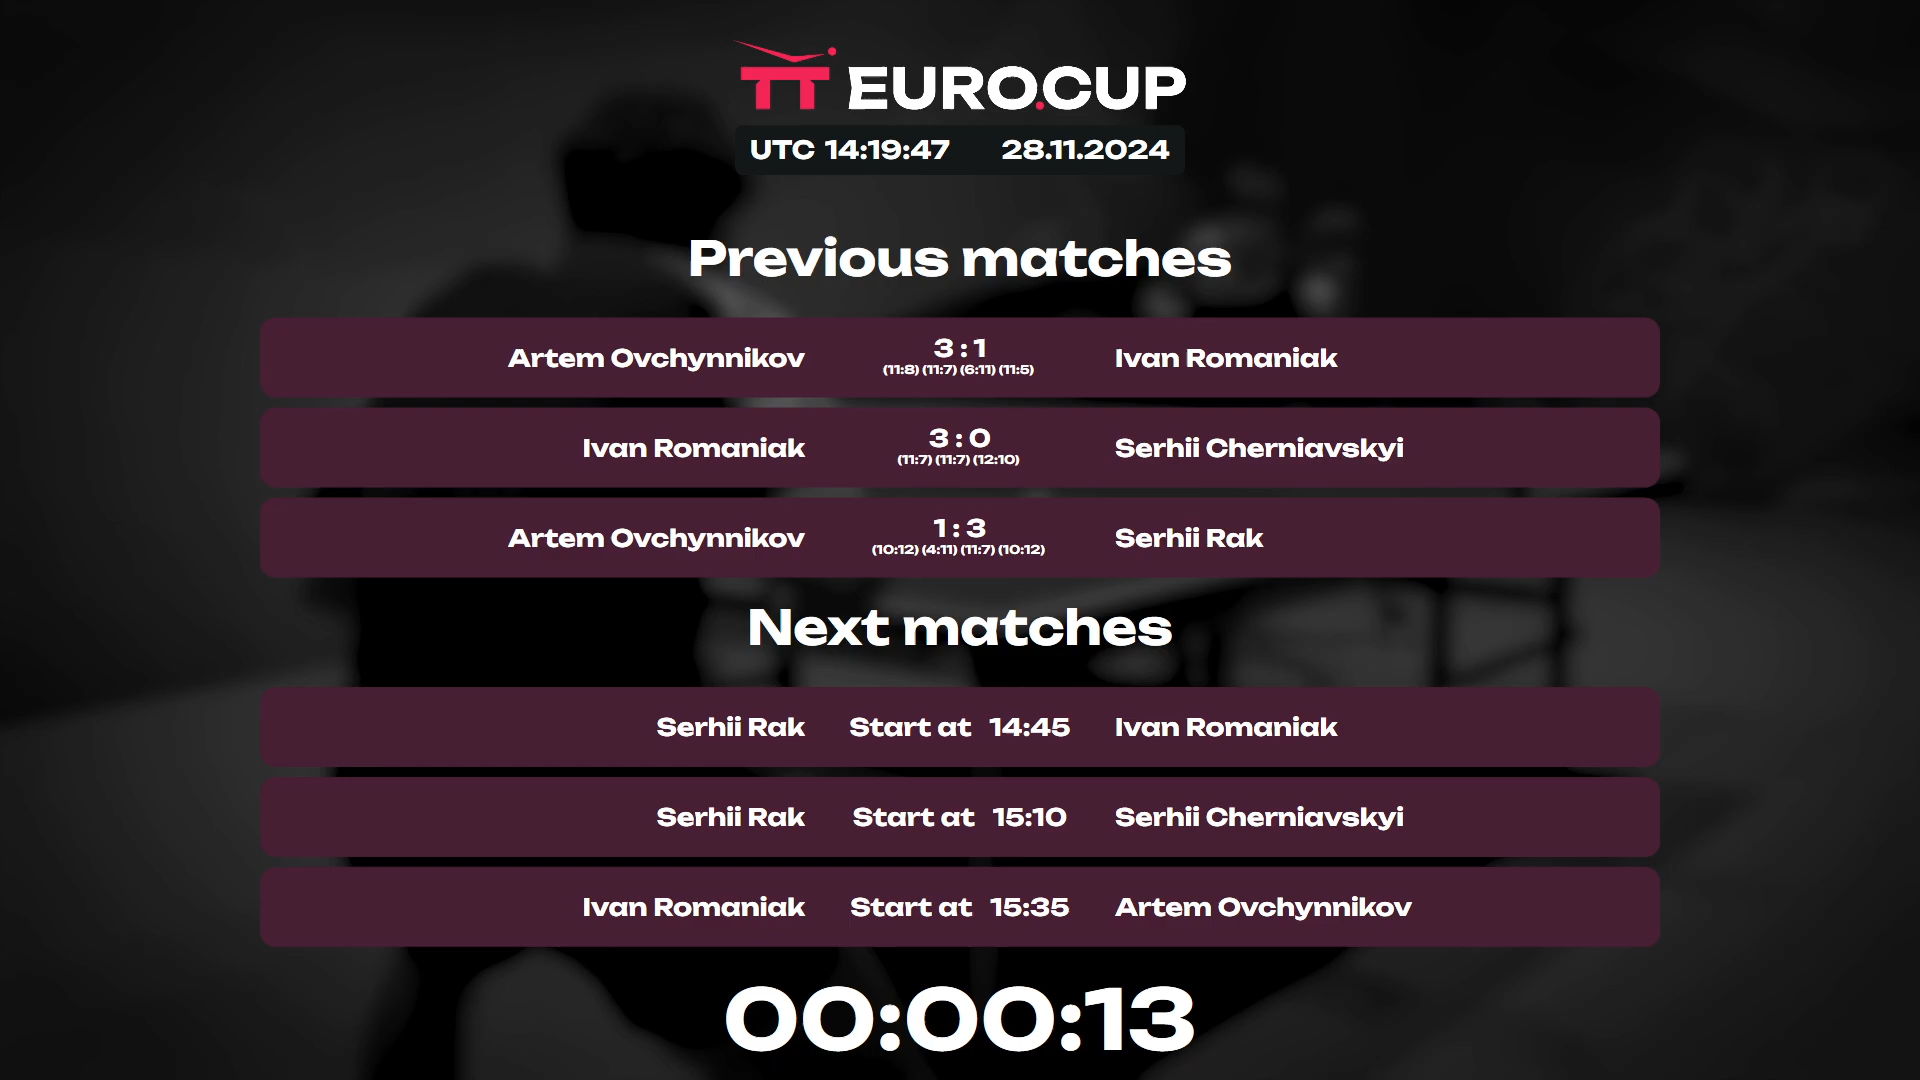 TT EURO.CUP
UTC 14:19:47 28.11.2024
Previous matches
Artem Ovchynnikov 3 : 1 Ivan Romaniak
(11:8) (11:7) (6:11) (11:5)
Ivan Romaniak 3 : 0 Serhii Cherniavskyi
(11:7) (11:7) (12:10)
Artem Ovchynnikov 1 : 3 Serhii Rak
(10:12) (4:11) (11:7) (10:12)
Next matches
Serhii Rak Start at 14:45 Ivan Romaniak
Serhii Rak Start at 15:10 Serhii Cherniavskyi
Ivan Romaniak Start at 15:35 Artem Ovchynnikov
00:00:13